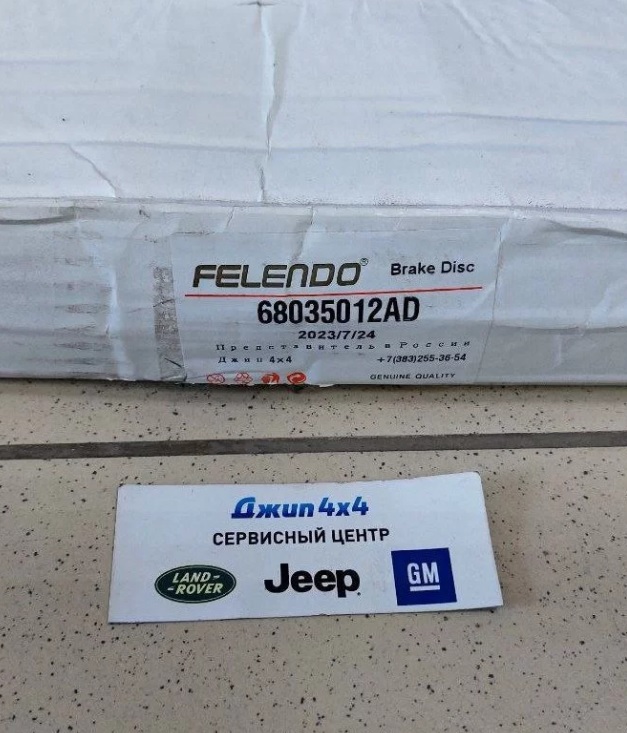 FELENDO® Brake Disc
68035012AD
2023/7/24
Представитель в России
Джип 4x4 +7(383)255-36-54
GENUINE QUALITY
Джип 4x4
СЕРВИСНЫЙ ЦЕНТР
LAND-
-ROVER
Jeep
GM